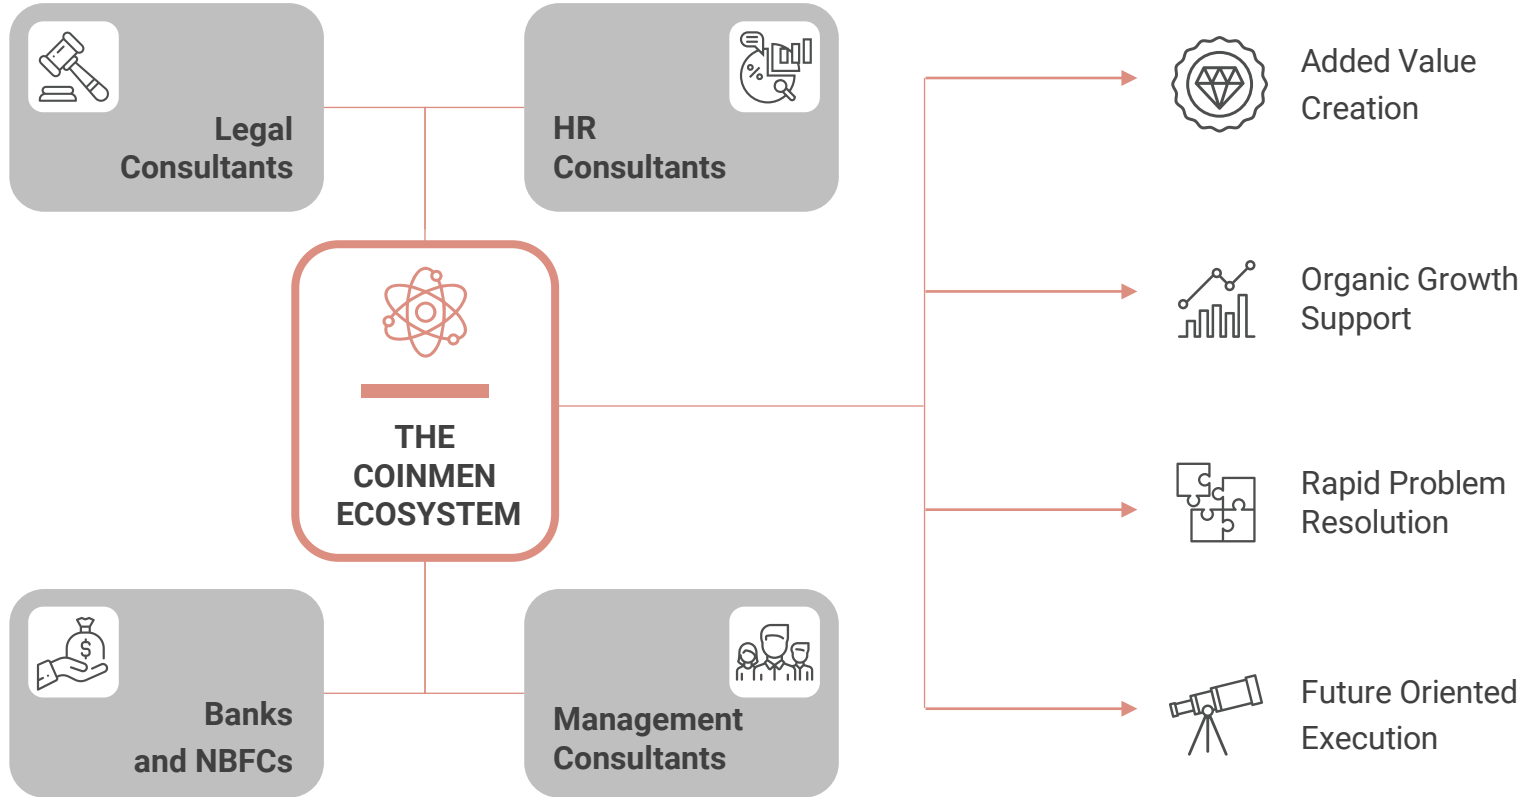 Legal
Consultants
HR
Consultants
THE
COINMEN
ECOSYSTEM
Banks
and NBFCs
Management
Consultants
Added Value
Creation
Organic Growth
Support
Rapid Problem
Resolution
Future Oriented
Execution